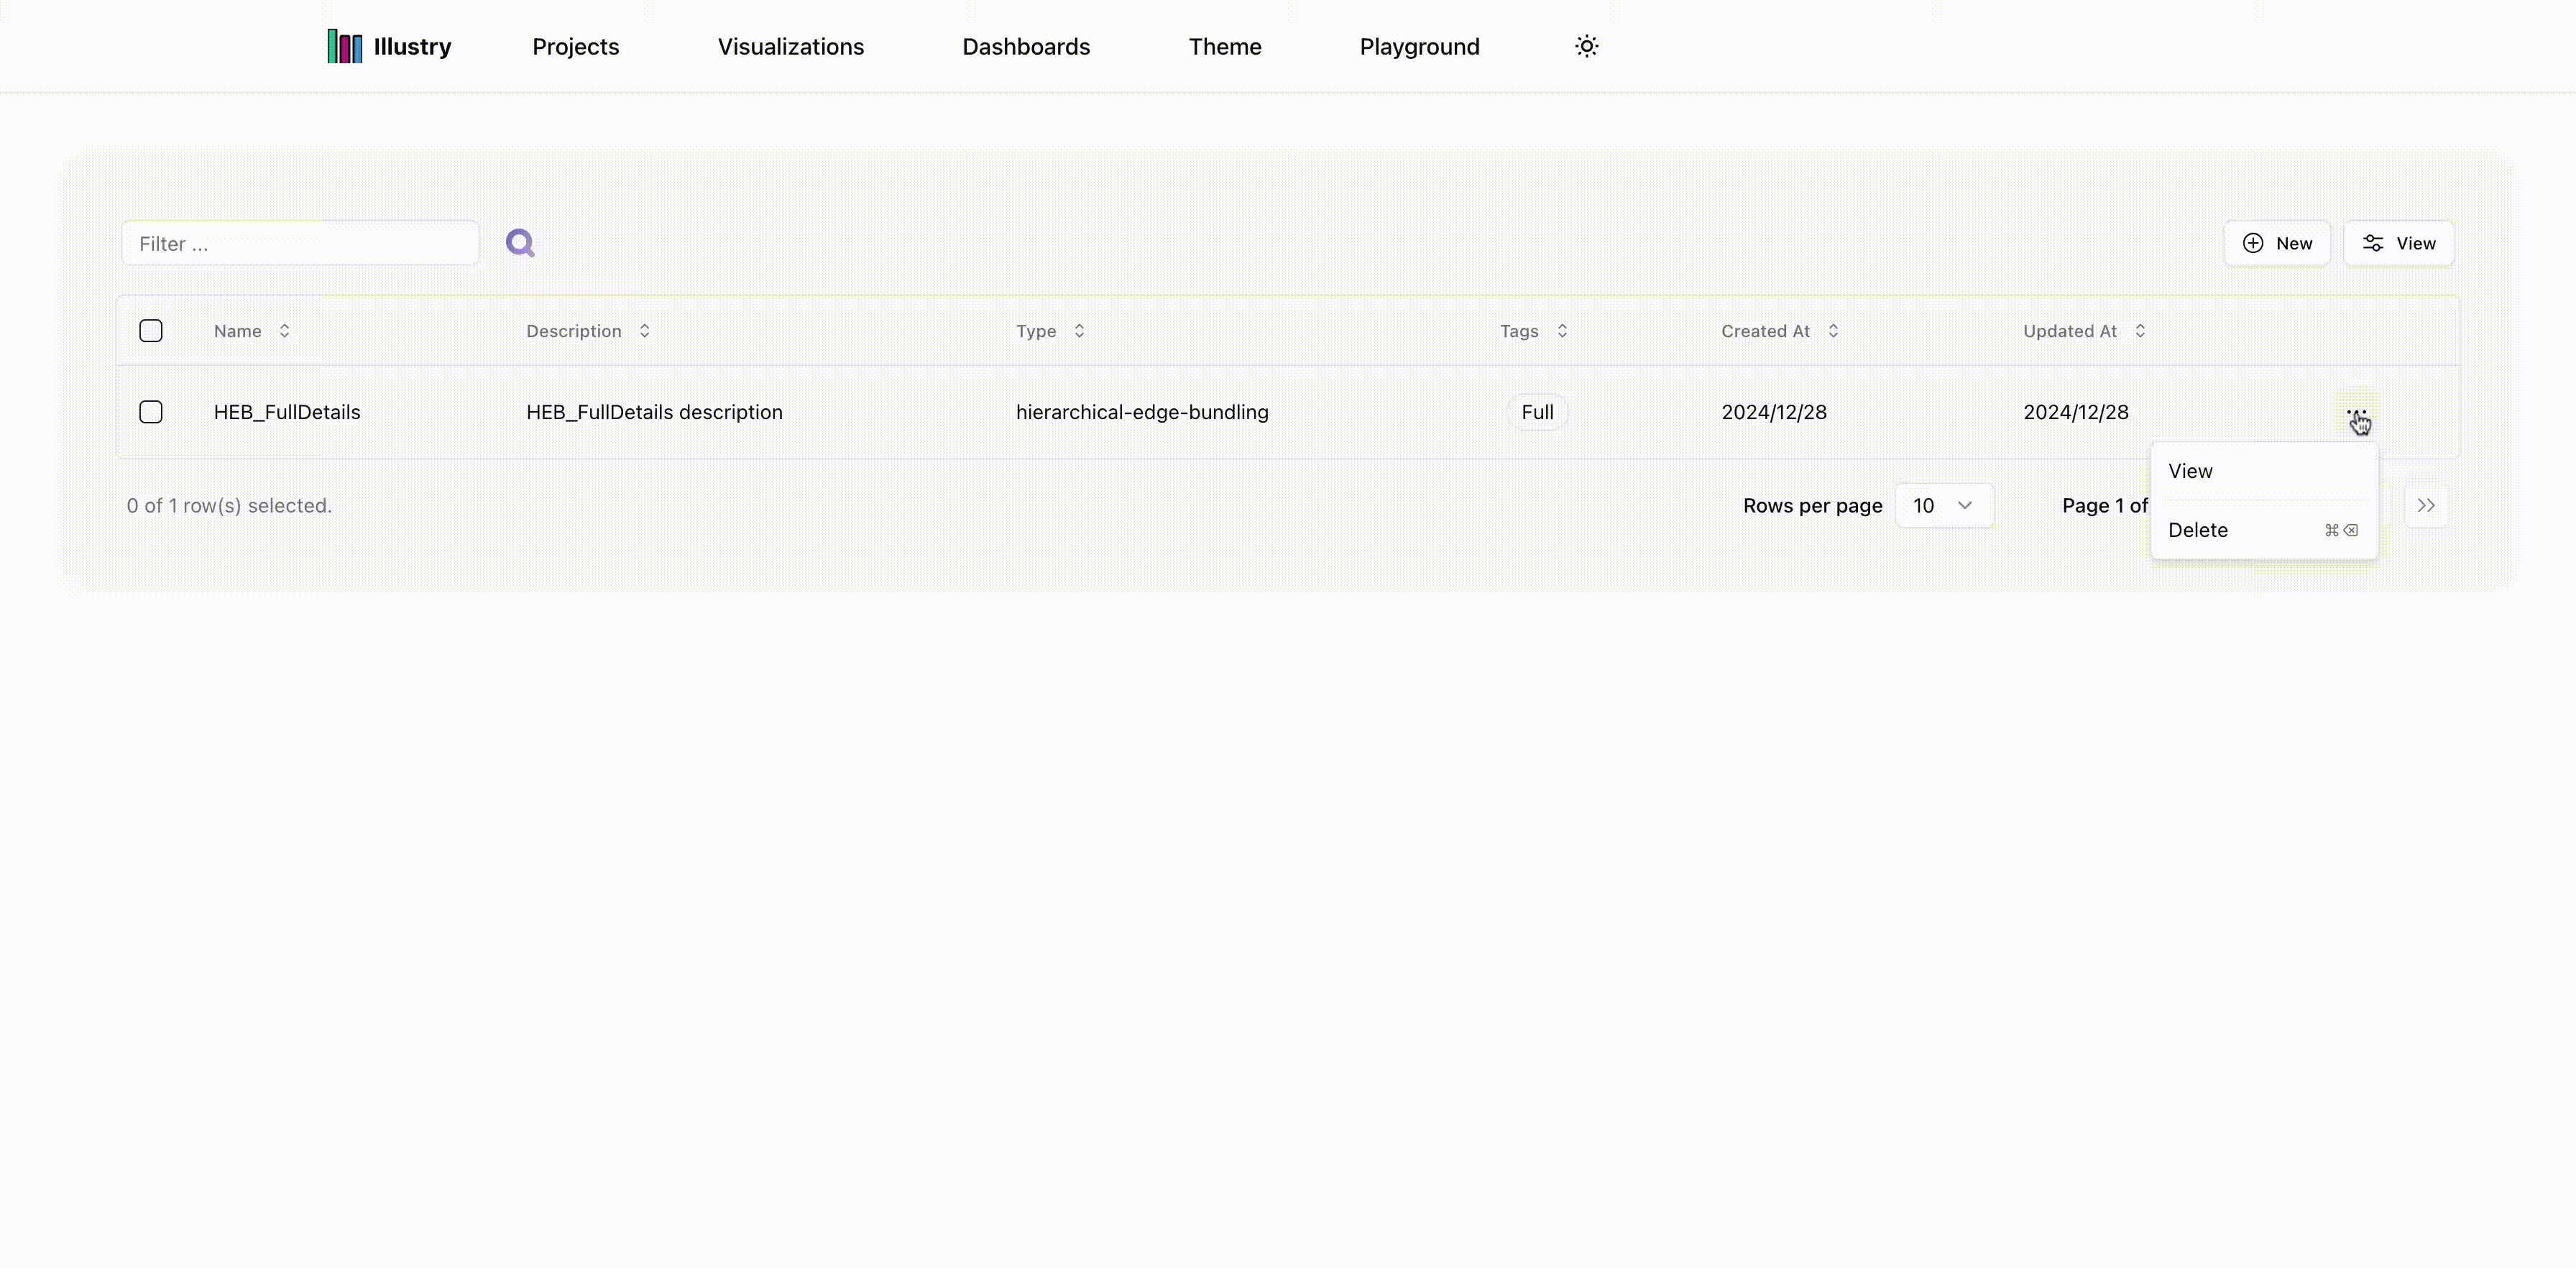 Illustry Projects Visualizations Dashboards Theme Playground
Filter ... New View
Name Description Type Tags Created At Updated At
HEB_FullDetails HEB_FullDetails description hierarchical-edge-bundling Full 2024/12/28 2024/12/28
View
0 of 1 row(s) selected. Rows per page 10 Page 1 of
Delete ⌘⌫